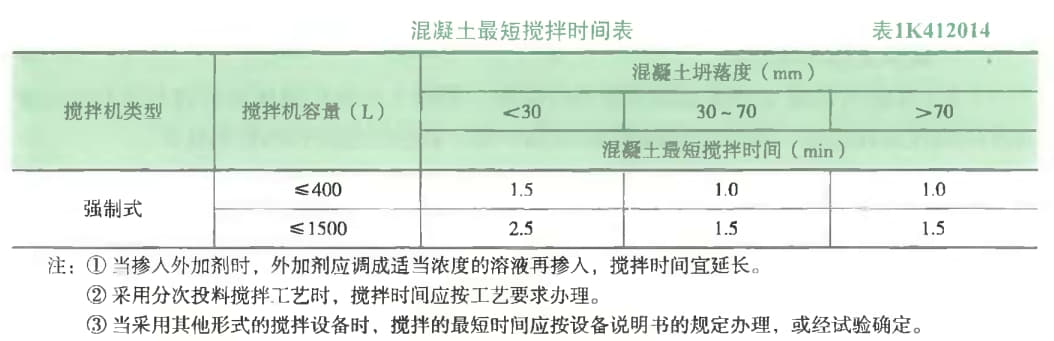 混凝土最短搅拌时间表 表1K412014
搅拌机类型 搅拌机容量（L） 混凝土坍落度（mm）
<30 30~70 >70
混凝土最短搅拌时间（min）
强制式 ≤400 1.5 1.0 1.0
≤1500 2.5 1.5 1.5
注：① 当掺入外加剂时，外加剂应调成适当浓度的溶液再掺入，搅拌时间宜延长。
② 采用分次投料搅拌工艺时，搅拌时间应按工艺要求办理。
③ 当采用其他形式的搅拌设备时，搅拌的最短时间应按设备说明书的规定办理，或经试验确定。